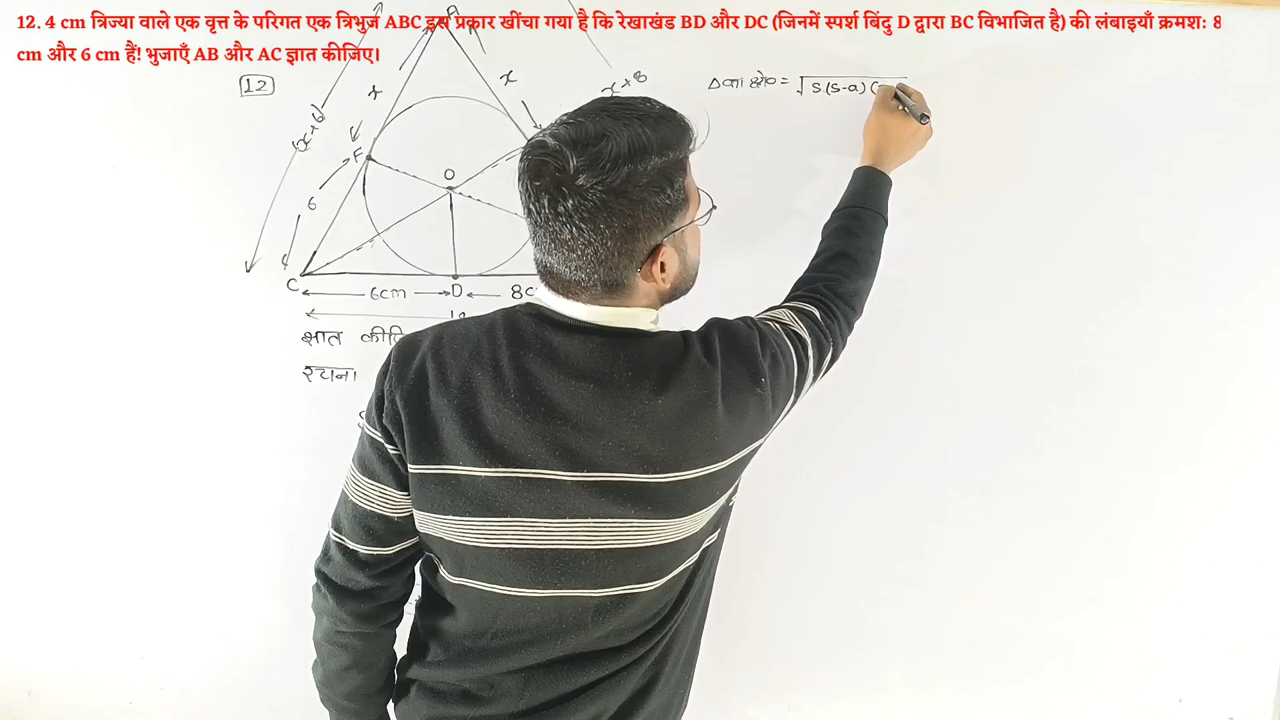 12. 4 cm त्रिज्या वाले एक वृत्त के परिगत एक त्रिभुज ABC इस प्रकार खींचा गया है कि रेखाखंड BD और DC (जिनमें स्पर्श बिंदु D द्वारा BC विभाजित है) की लंबाइयाँ क्रमशः 8
cm और 6 cm हैं! भुजाएँ AB और AC ज्ञात कीजिए।
12
x
x
x+6
x+8
Δ का क्षे० = √s(s-a)(
F
O
6
C
6cm
D
8c
ज्ञात
रचना